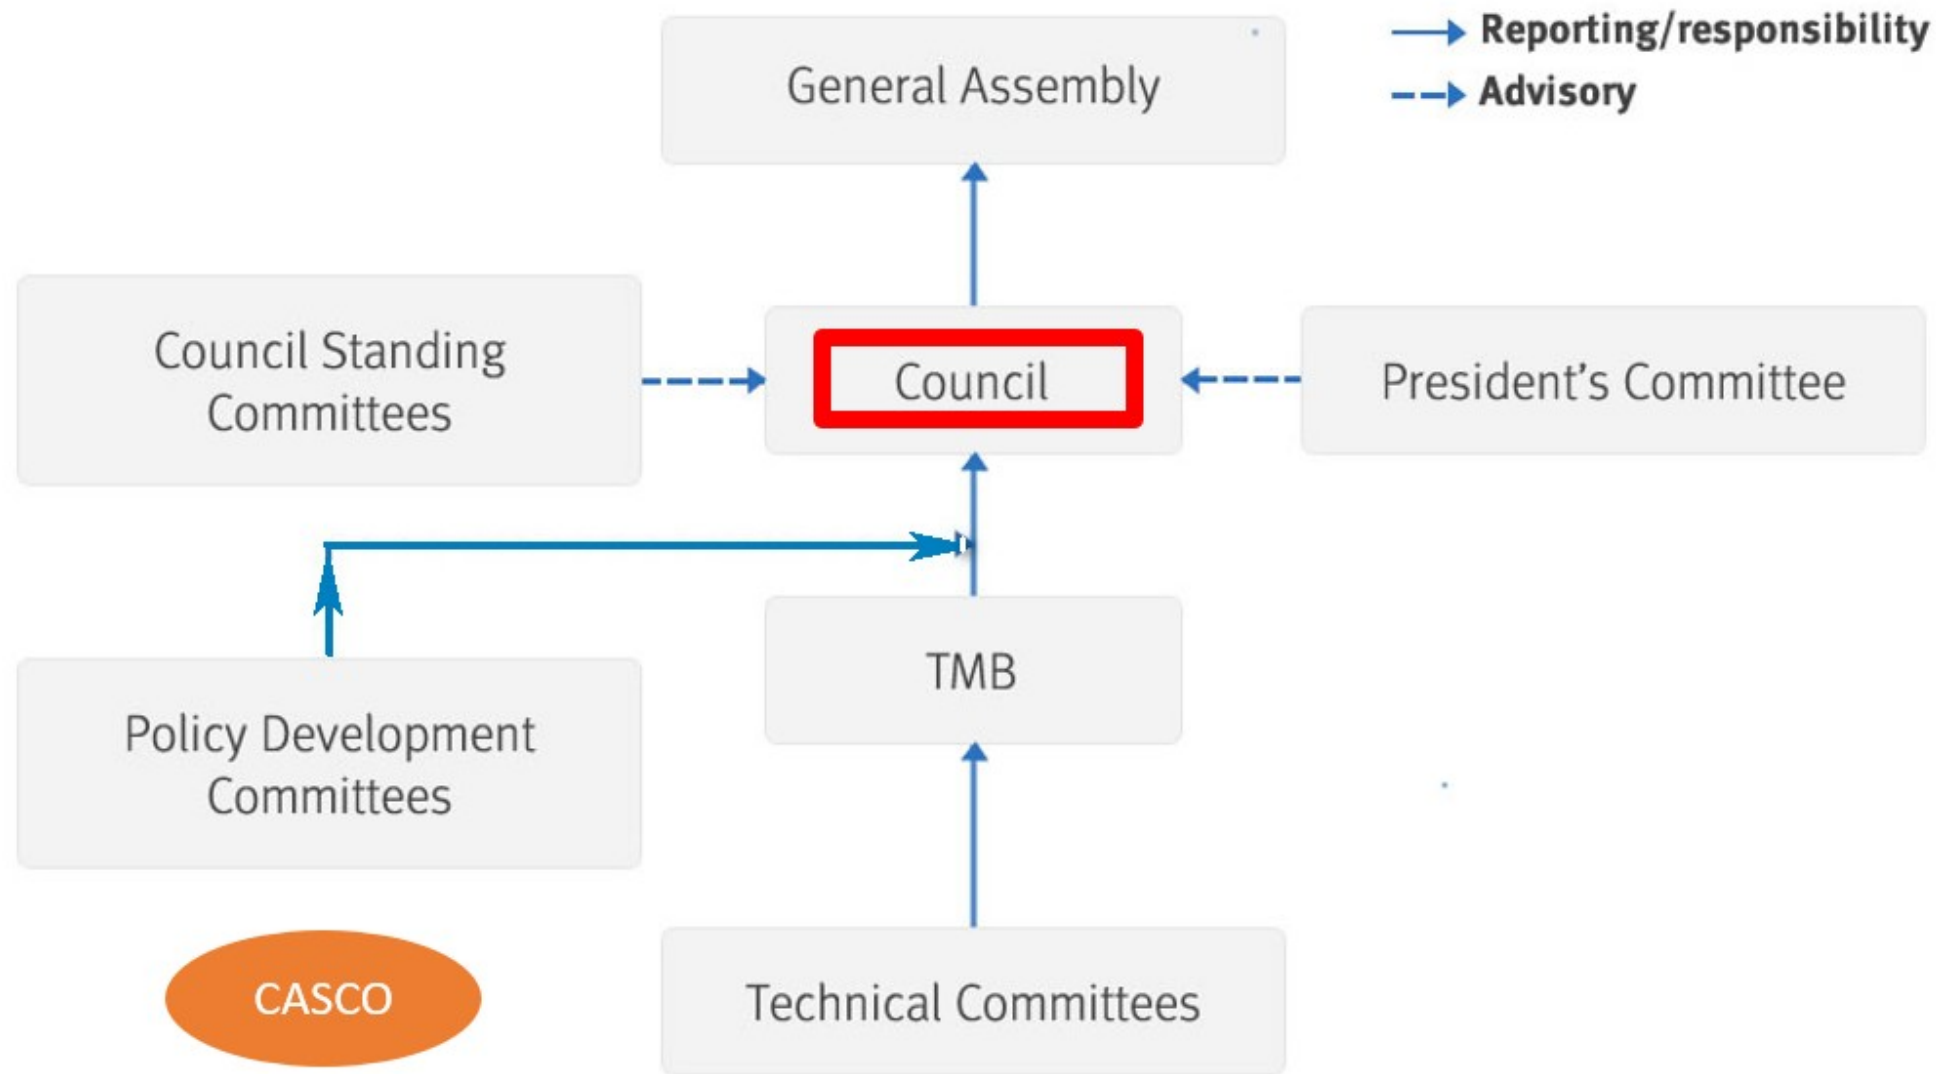 General Assembly
Reporting/responsibility
Advisory
Council Standing
Committees
Council
President’s Committee
Policy Development
Committees
TMB
CASCO
Technical Committees